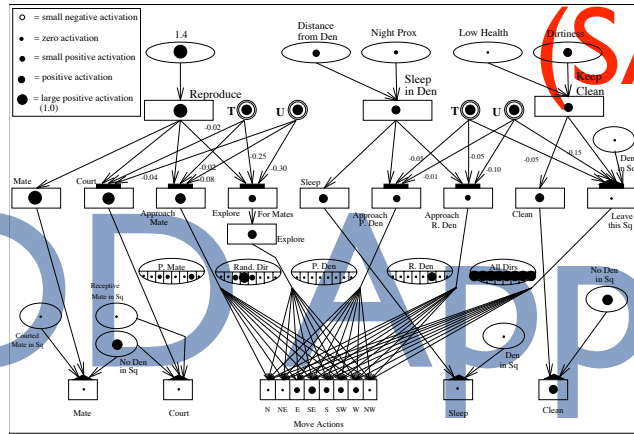 = small negative activation
= zero activation
= small positive activation
= positive activation
= large positive activation
(1.0)
1.4
Distance
from Den
Night Prox
Low Health
Dirtiness
(SA
Reproduce
T
U
Sleep
in Den
T
U
Keep
Clean
-0.02
-0.04
-0.02
-0.08
-0.25
-0.30
-0.05
-0.01
-0.05
-0.10
-0.05
-0.15
Den
in Sq
Mate
Court
Approach
Mate
Explore
For Mates
Sleep
Approach
P. Den
Approach
R. Den
Clean
Leave
this Sq
Explore
P. Mate
Rand. Dir
P. Den
R. Den
All Dirs
OD App
Receptive
Mate in Sq
Courted
Mate in Sq
No Den
in Sq
No Den
in Sq
Den
in Sq
Mate
Court
N NE E SE S SW W NW
Move Actions
Sleep
Clean